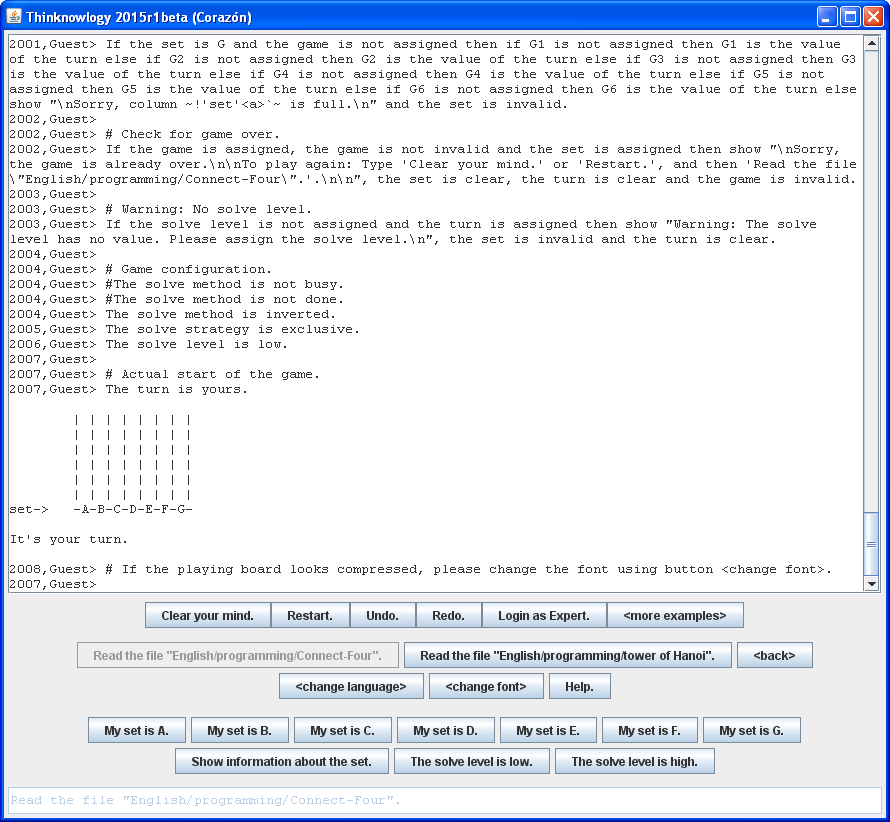 Thinknowlogy 2015r1beta (Corazón)
2001,Guest> If the set is G and the game is not assigned then if G1 is not assigned then G1 is the value
of the turn else if G2 is not assigned then G2 is the value of the turn else if G3 is not assigned then G3
is the value of the turn else if G4 is not assigned then G4 is the value of the turn else if G5 is not
assigned then G5 is the value of the turn else if G6 is not assigned then G6 is the value of the turn else
show "\nSorry, column ~!'set'<a>`~ is full.\n" and the set is invalid.
2002,Guest>
2002,Guest> # Check for game over.
2002,Guest> If the game is assigned, the game is not invalid and the set is assigned then show "\nSorry,
the game is already over.\n\nTo play again: Type 'Clear your mind.' or 'Restart.', and then 'Read the file
\"English/programming/Connect-Four\".'.\n\n", the set is clear, the turn is clear and the game is invalid.
2003,Guest>
2003,Guest> # Warning: No solve level.
2003,Guest> If the solve level is not assigned and the turn is assigned then show "Warning: The solve
level has no value. Please assign the solve level.\n", the set is invalid and the turn is clear.
2004,Guest>
2004,Guest> # Game configuration.
2004,Guest> #The solve method is not busy.
2004,Guest> #The solve method is not done.
2004,Guest> The solve method is inverted.
2005,Guest> The solve strategy is exclusive.
2006,Guest> The solve level is low.
2007,Guest>
2007,Guest> # Actual start of the game.
2007,Guest> The turn is yours.
| | | | | | | |
| | | | | | | |
| | | | | | | |
| | | | | | | |
| | | | | | | |
| | | | | | | |
set-> -A-B-C-D-E-F-G-
It's your turn.
2008,Guest> # If the playing board looks compressed, please change the font using button <change font>.
2007,Guest>
Clear your mind. Restart. Undo. Redo. Login as Expert. <more examples>
Read the file "English/programming/Connect-Four". Read the file "English/programming/tower of Hanoi". <back>
<change language> <change font> Help.
My set is A. My set is B. My set is C. My set is D. My set is E. My set is F. My set is G.
Show information about the set. The solve level is low. The solve level is high.
Read the file "English/programming/Connect-Four".